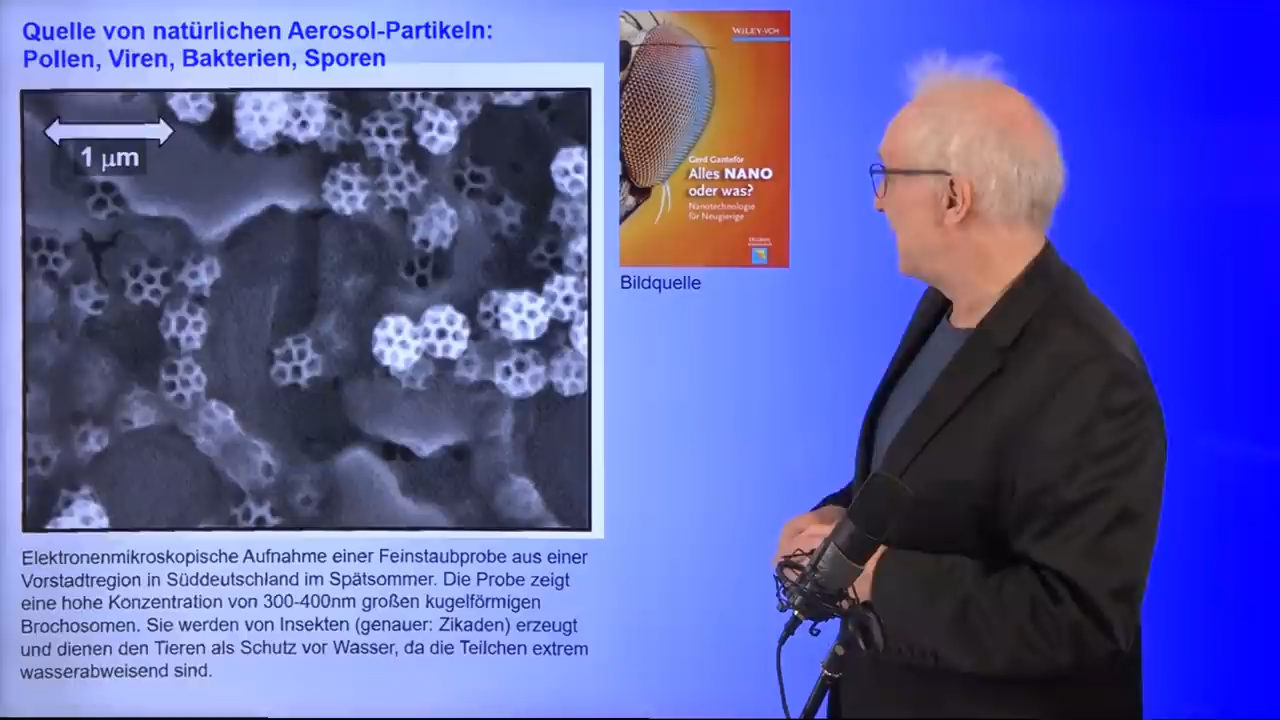 Quelle von natürlichen Aerosol-Partikeln:
Pollen, Viren, Bakterien, Sporen
1 µm
WILEY-VCH
Gerd Ganteför
Alles NANO
oder was?
Nanotechnologie
für Neugierige
Bildquelle
Elektronenmikroskopische Aufnahme einer Feinstaubprobe aus einer
Vorstadtregion in Süddeutschland im Spätsommer. Die Probe zeigt
eine hohe Konzentration von 300-400nm großen kugelförmigen
Brochosomen. Sie werden von Insekten (genauer: Zikaden) erzeugt
und dienen den Tieren als Schutz vor Wasser, da die Teilchen extrem
wasserabweisend sind.